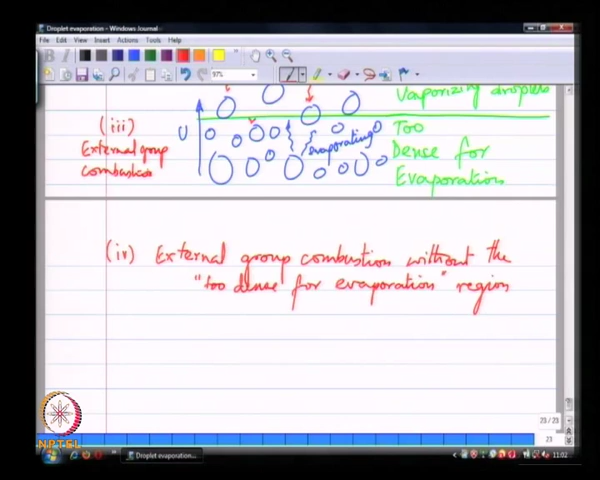 Droplet evaporation - Windows Journal
File Edit View Insert Actions Tools Help
B I
97%
Vaporizing droplets
(iii)
External group
combustion
U
evaporating
Too
Dense for
Evaporation
(iv) External group combustion without the
"too dense for evaporation" region
23 / 23
23
NPTEL
Droplet evaporation...
11:02